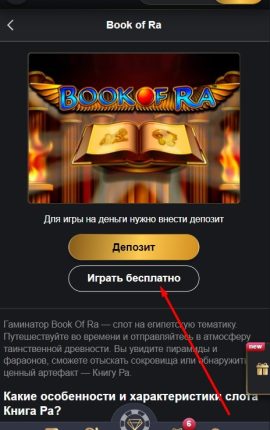 Book of Ra
BOOK OF RA
Для игры на деньги нужно внести депозит
Депозит
Играть бесплатно
new
Гаминатор Book Of Ra — слот на египетскую тематику.
Путешествуйте во времени и отправляйтесь в атмосферу
таинственной древности. Вы увидите пирамиды и
фараонов, сможете отыскать сокровища или обнаружить
ценный артефакт — Книгу Ра.
Какие особенности и характеристики слота
Книга Ра?
6